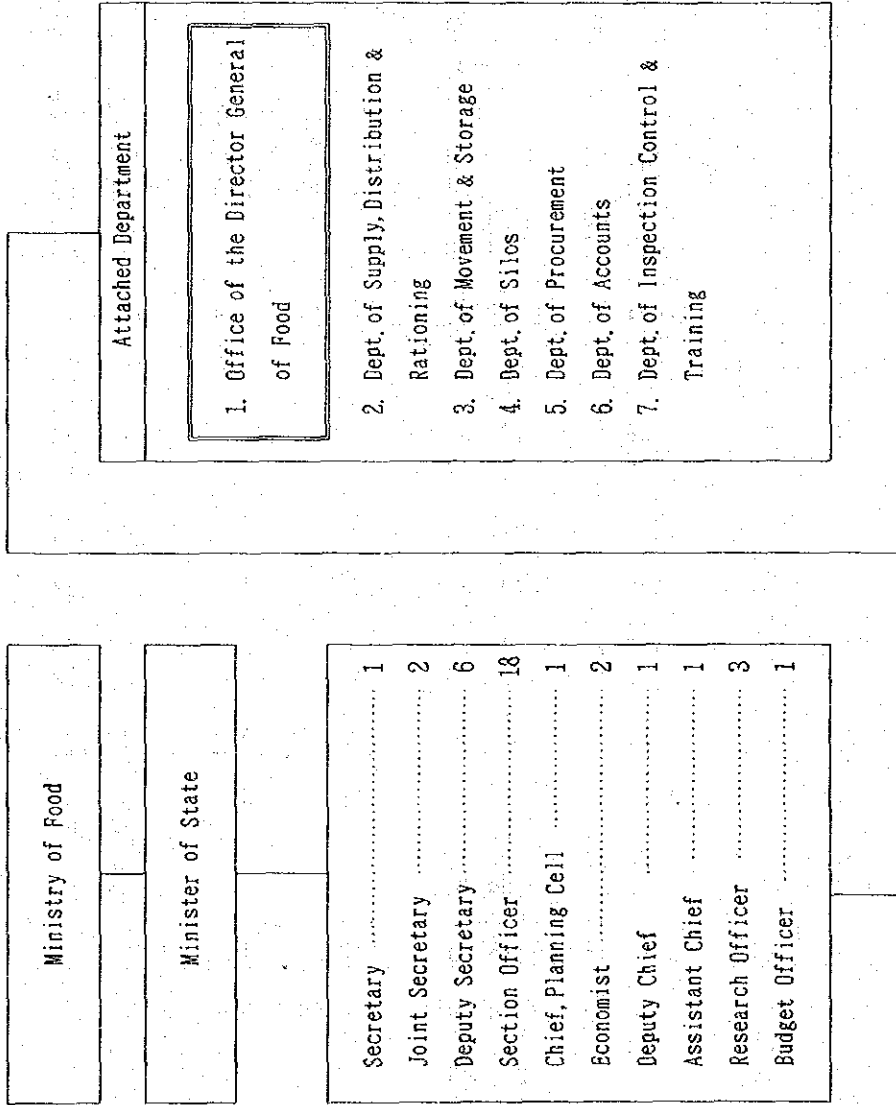 Ministry of Food
Minister of State
Secretary ........................ 1
Joint Secretary ........................ 2
Deputy Secretary ........................ 6
Section Officer ........................ 18
Chief, Planning Cell ........................ 1
Economist ........................ 2
Deputy Chief ........................ 1
Assistant Chief ........................ 1
Research Officer ........................ 3
Budget Officer ........................ 1
Attached Department
1. Office of the Director General
of Food
2. Dept. of Supply, Distribution &
Rationing
3. Dept. of Movement & Storage
4. Dept. of Silos
5. Dept. of Procurement
6. Dept. of Accounts
7. Dept. of Inspection Control &
Training